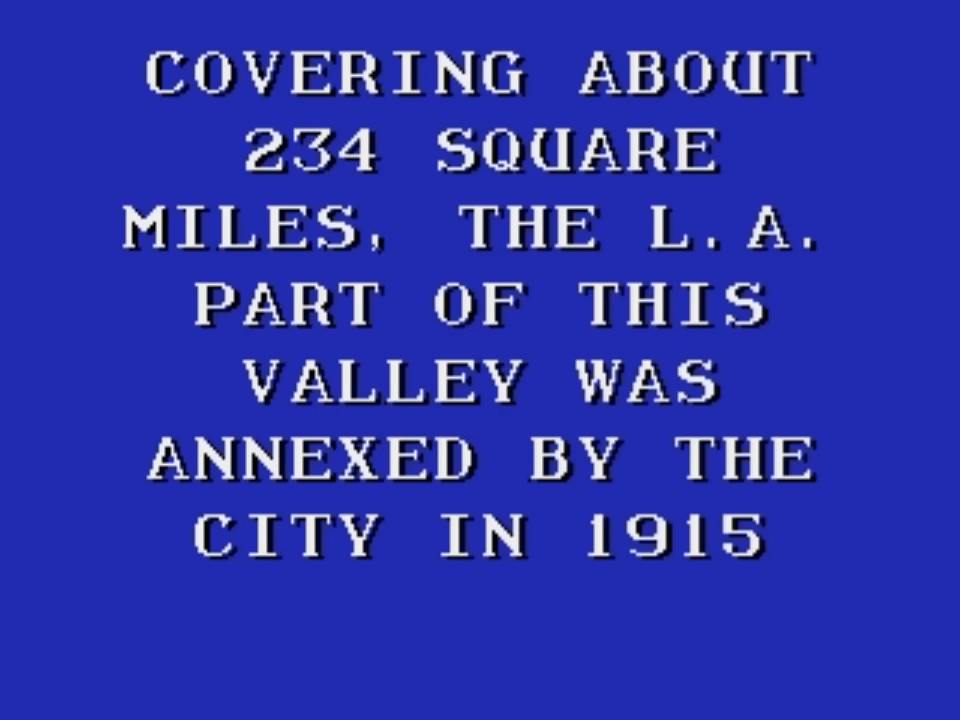 COVERING ABOUT
234 SQUARE
MILES, THE L.A.
PART OF THIS
VALLEY WAS
ANNEXED BY THE
CITY IN 1915